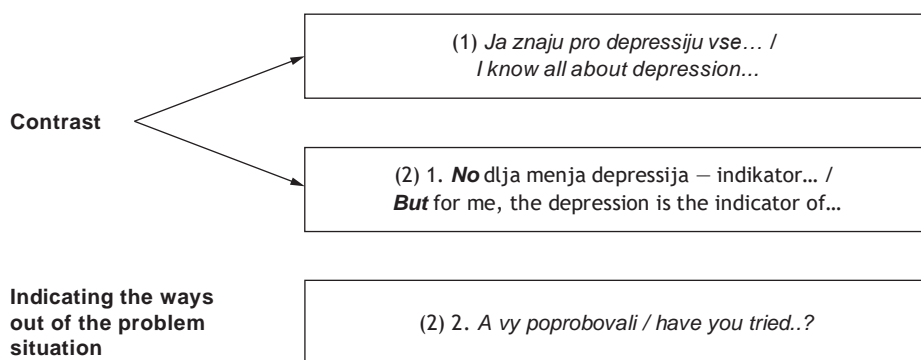 (1) Ja znaju pro depressiju vse… /
I know all about depression...
Contrast
(2) 1. No dlja menja depressija – indikator… /
But for me, the depression is the indicator of…
Indicating the ways
out of the problem
situation
(2) 2. A vy poprobovali / have you tried..?